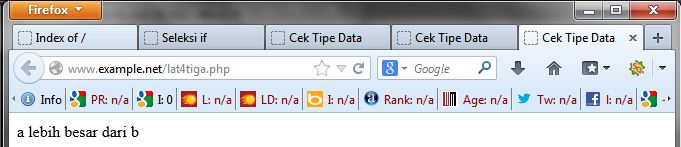 Firefox
Index of /
Seleksi if
Cek Tipe Data
Cek Tipe Data
Cek Tipe Data
www.example.net/lat4tiga.php
Google
Info PR: n/a I: 0 L: n/a LD: n/a I: n/a Rank: n/a Age: n/a Tw: n/a I: n/a
a lebih besar dari b